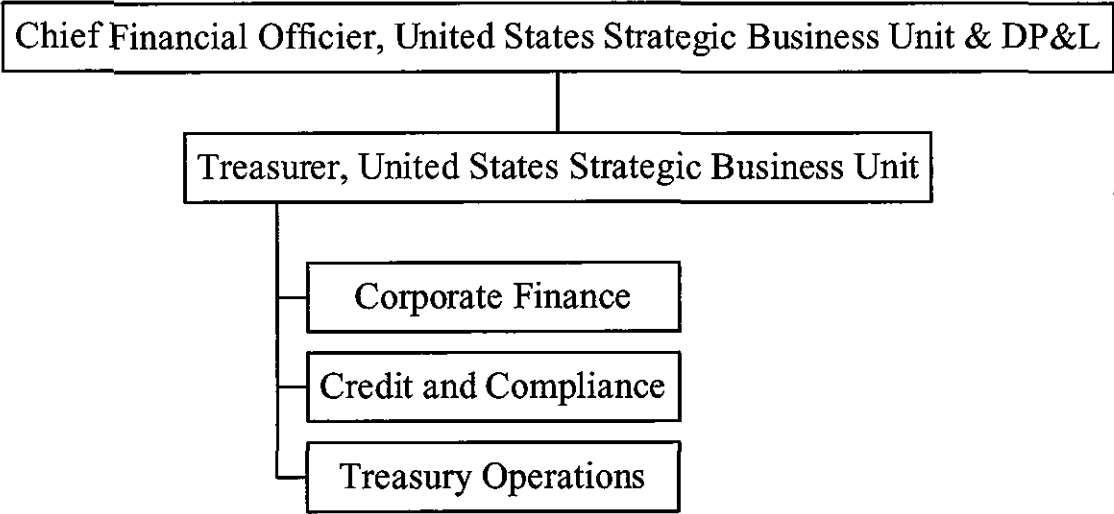 Chief Financial Officier, United States Strategic Business Unit & DP&L
Treasurer, United States Strategic Business Unit
Corporate Finance
Credit and Compliance
Treasury Operations